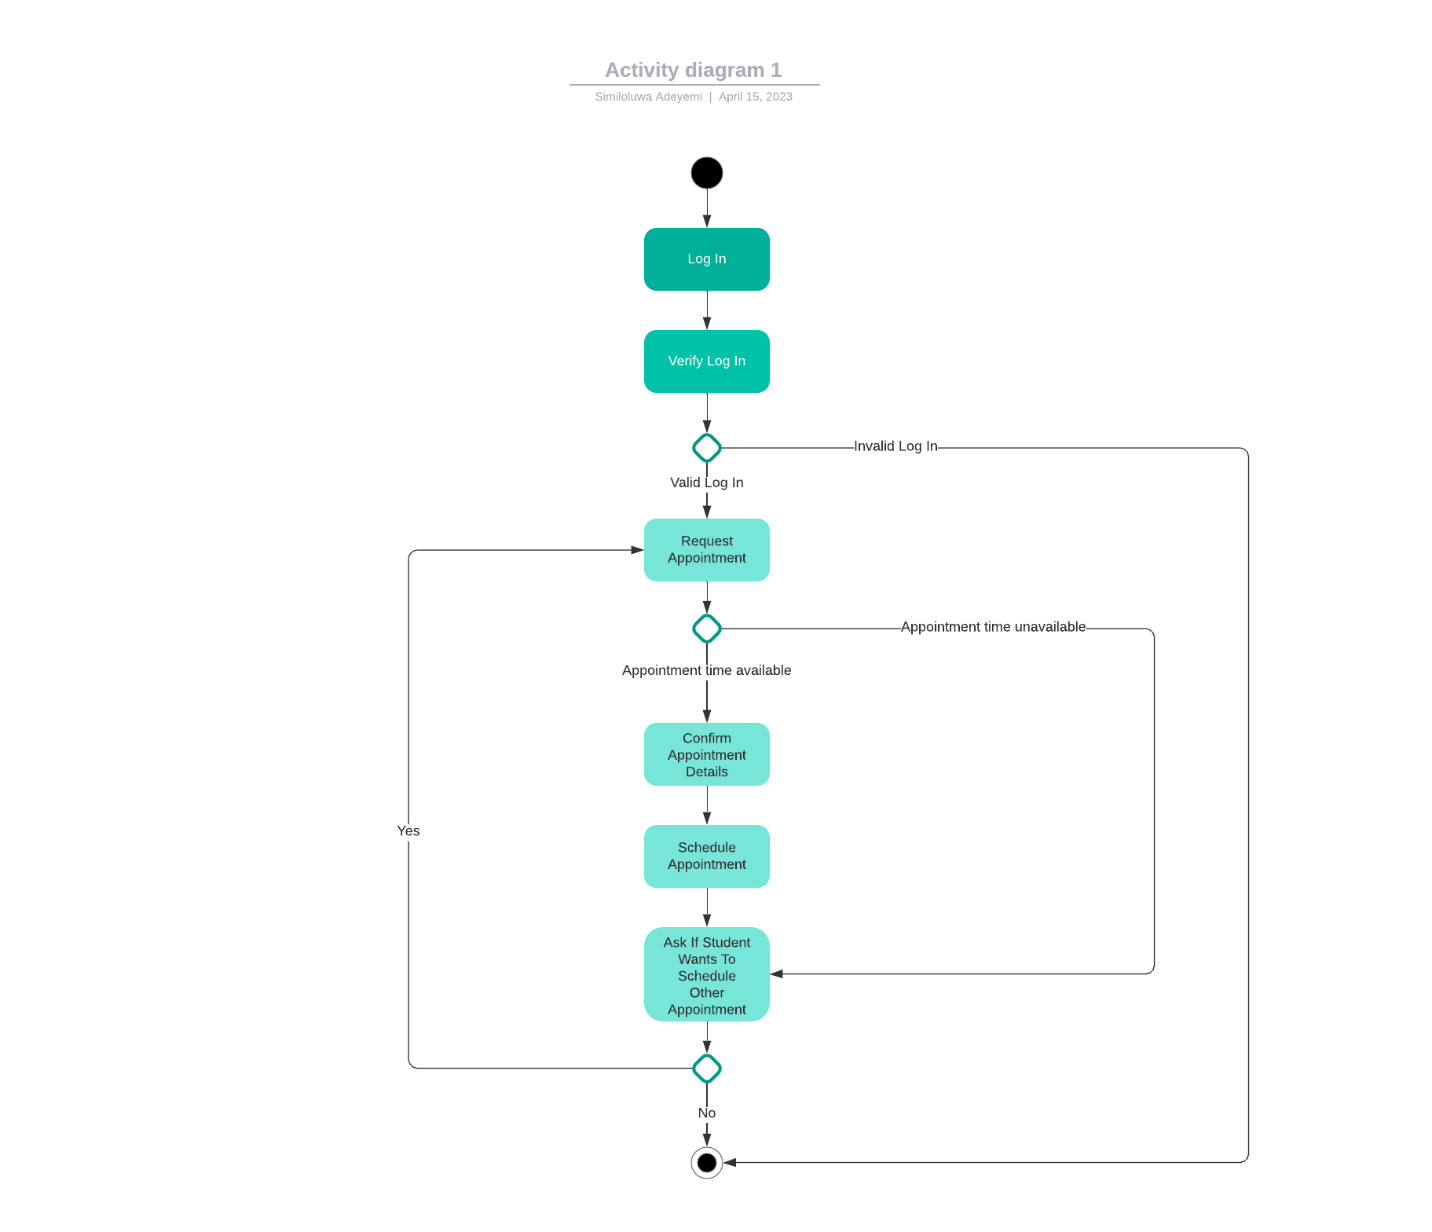 Activity diagram 1
Similoluwa Adeyemi | April 15, 2023
Log In
Verify Log In
Invalid Log In
Valid Log In
Request
Appointment
Appointment time unavailable
Appointment time available
Confirm
Appointment
Details
Yes
Schedule
Appointment
Ask If Student
Wants To
Schedule
Other
Appointment
No